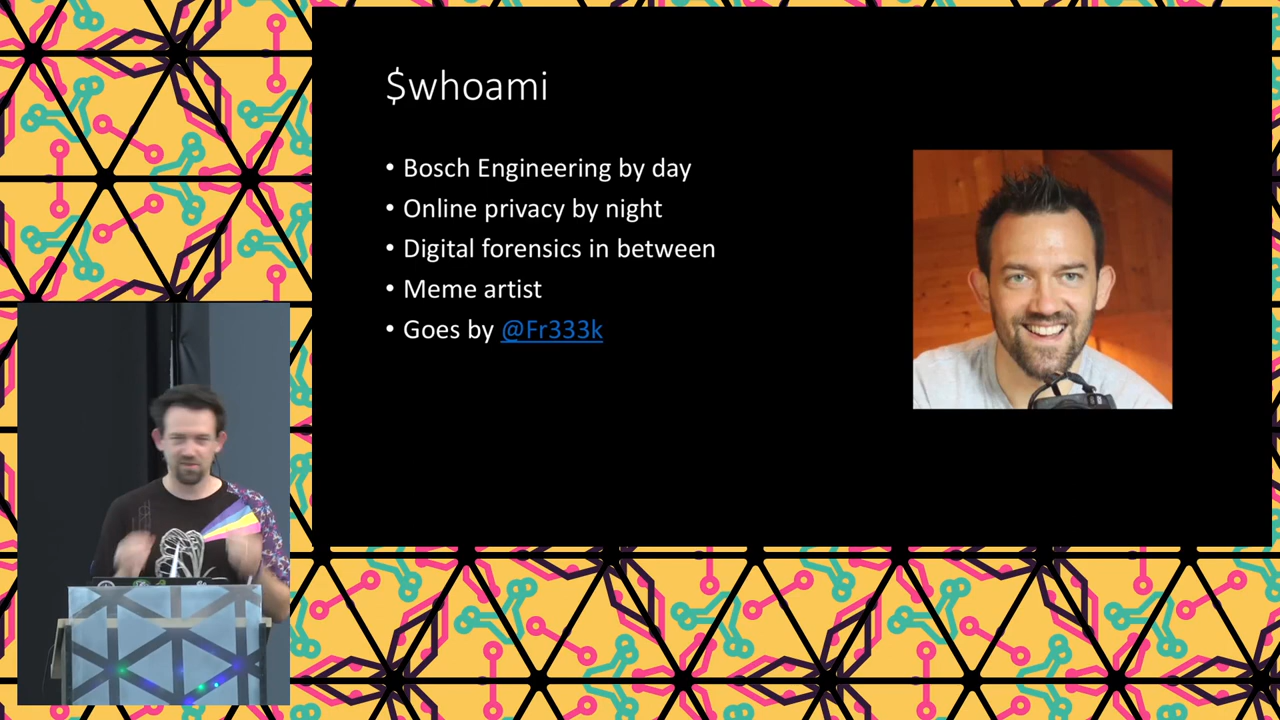 $whoami
• Bosch Engineering by day
• Online privacy by night
• Digital forensics in between
• Meme artist
• Goes by @Fr333k